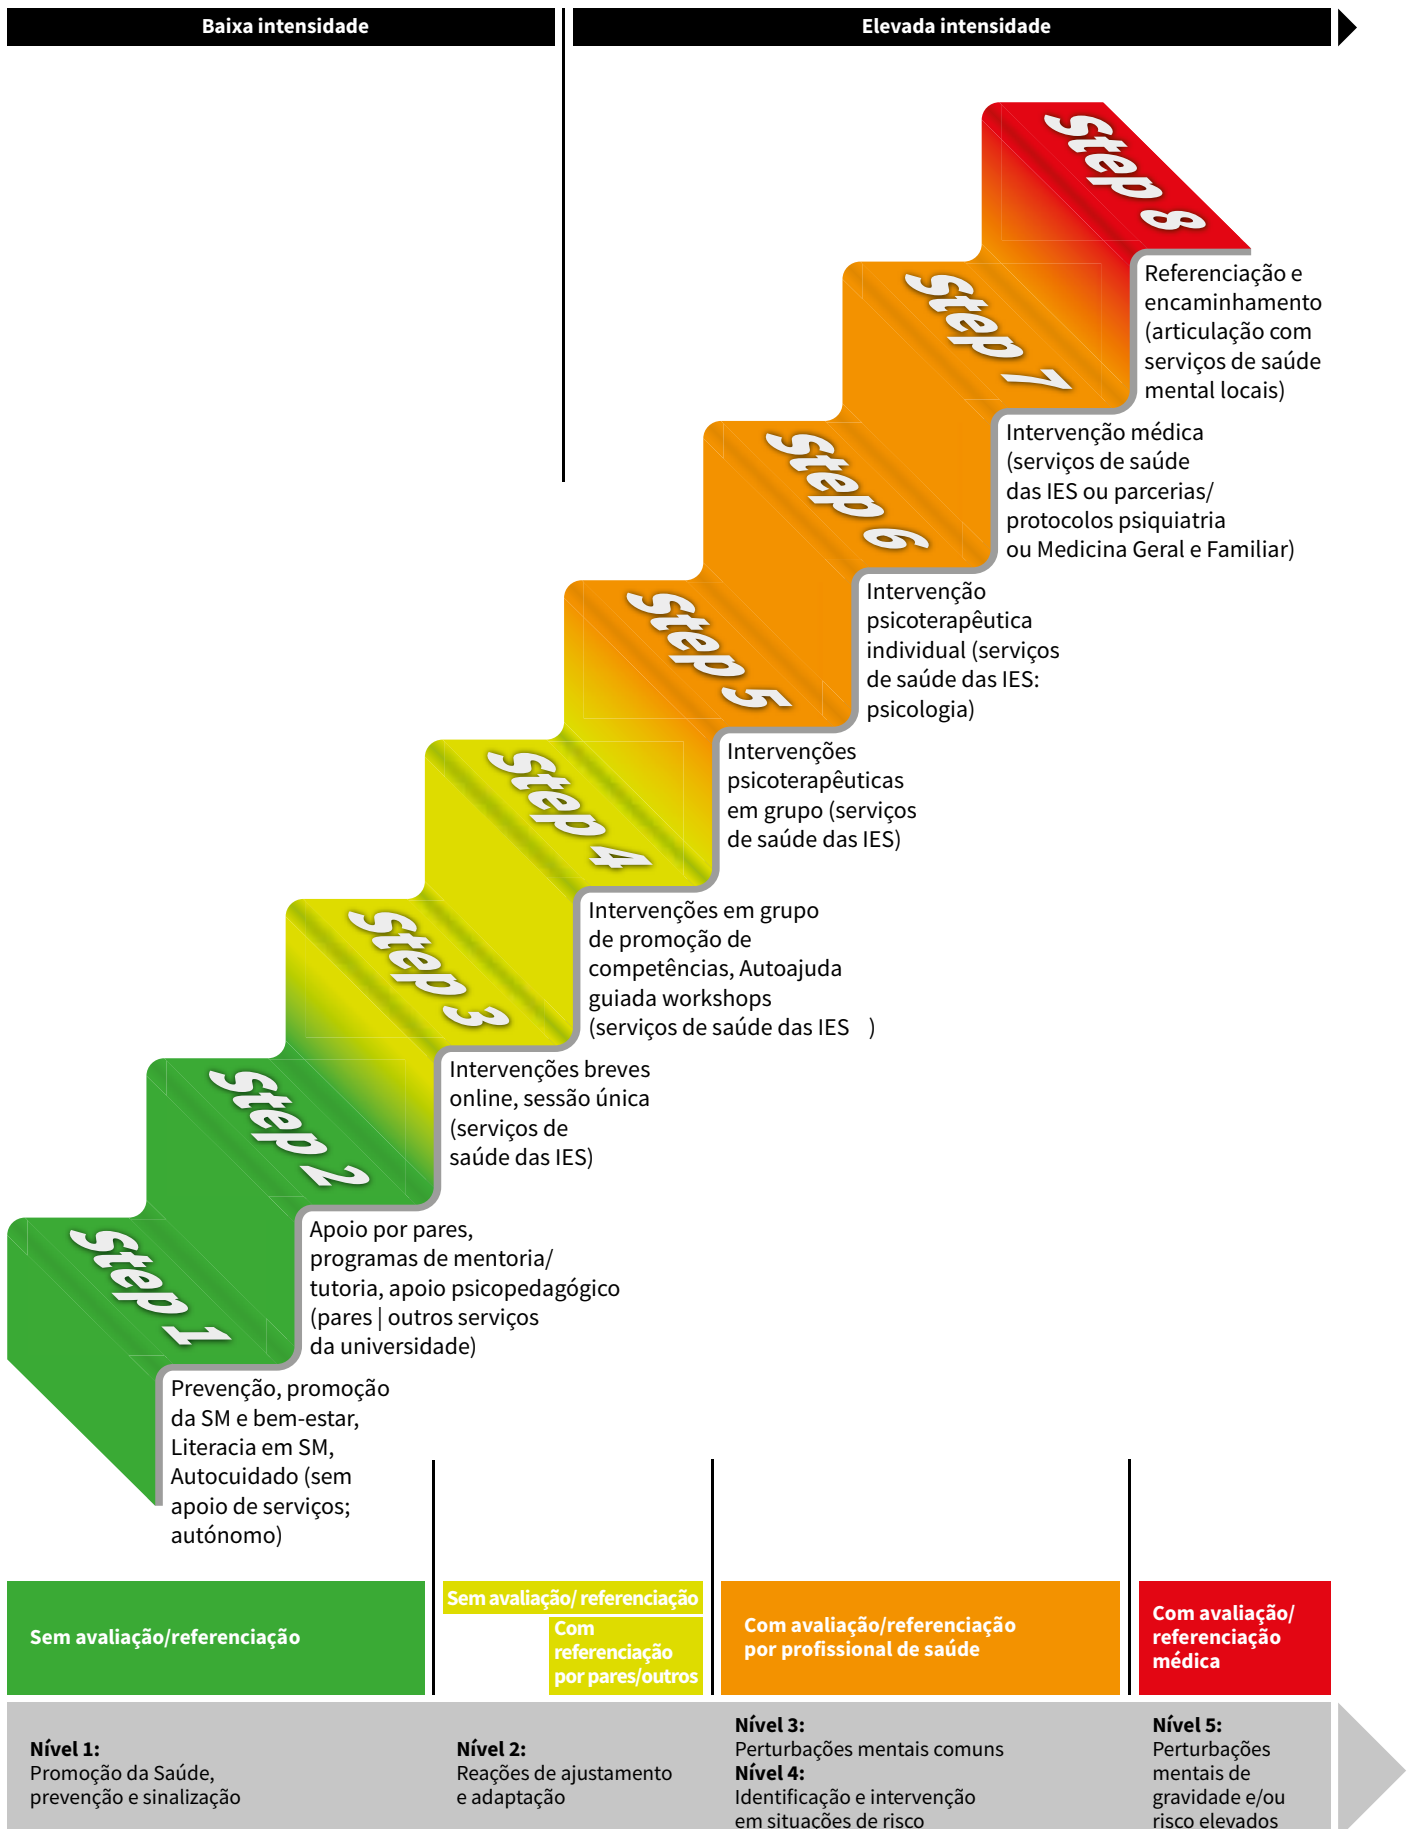 Baixa intensidade
Elevada intensidade
Step 8
Referenciação e
encaminhamento
(articulação com
serviços de saúde
mental locais)
Step 7
Intervenção médica
(serviços de saúde
das IES ou parcerias/
protocolos psiquiatria
ou Medicina Geral e Familiar)
Step 6
Intervenção
psicoterapêutica
individual (serviços
de saúde das IES:
psicologia)
Step 5
Intervenções
psicoterapêuticas
em grupo (serviços
de saúde das IES)
Step 4
Intervenções em grupo
de promoção de
competências, Autoajuda
guiada workshops
(serviços de saúde das IES )
Step 3
Intervenções breves
online, sessão única
(serviços de
saúde das IES)
Step 2
Apoio por pares,
programas de mentoria/
tutoria, apoio psicopedagógico
(pares | outros serviços
da universidade)
Step 1
Prevenção, promoção
da SM e bem-estar,
Literacia em SM,
Autocuidado (sem
apoio de serviços;
autónomo)
Sem avaliação/referenciação
Sem avaliação/ referenciação
Com
referenciação
por pares/outros
Com avaliação/referenciação
por profissional de saúde
Com avaliação/
referenciação
médica
Nível 1:
Promoção da Saúde,
prevenção e sinalização
Nível 2:
Reações de ajustamento
e adaptação
Nível 3:
Perturbações mentais comuns
Nível 4:
Identificação e intervenção
em situações de risco
Nível 5:
Perturbações
mentais de
gravidade e/ou
risco elevados